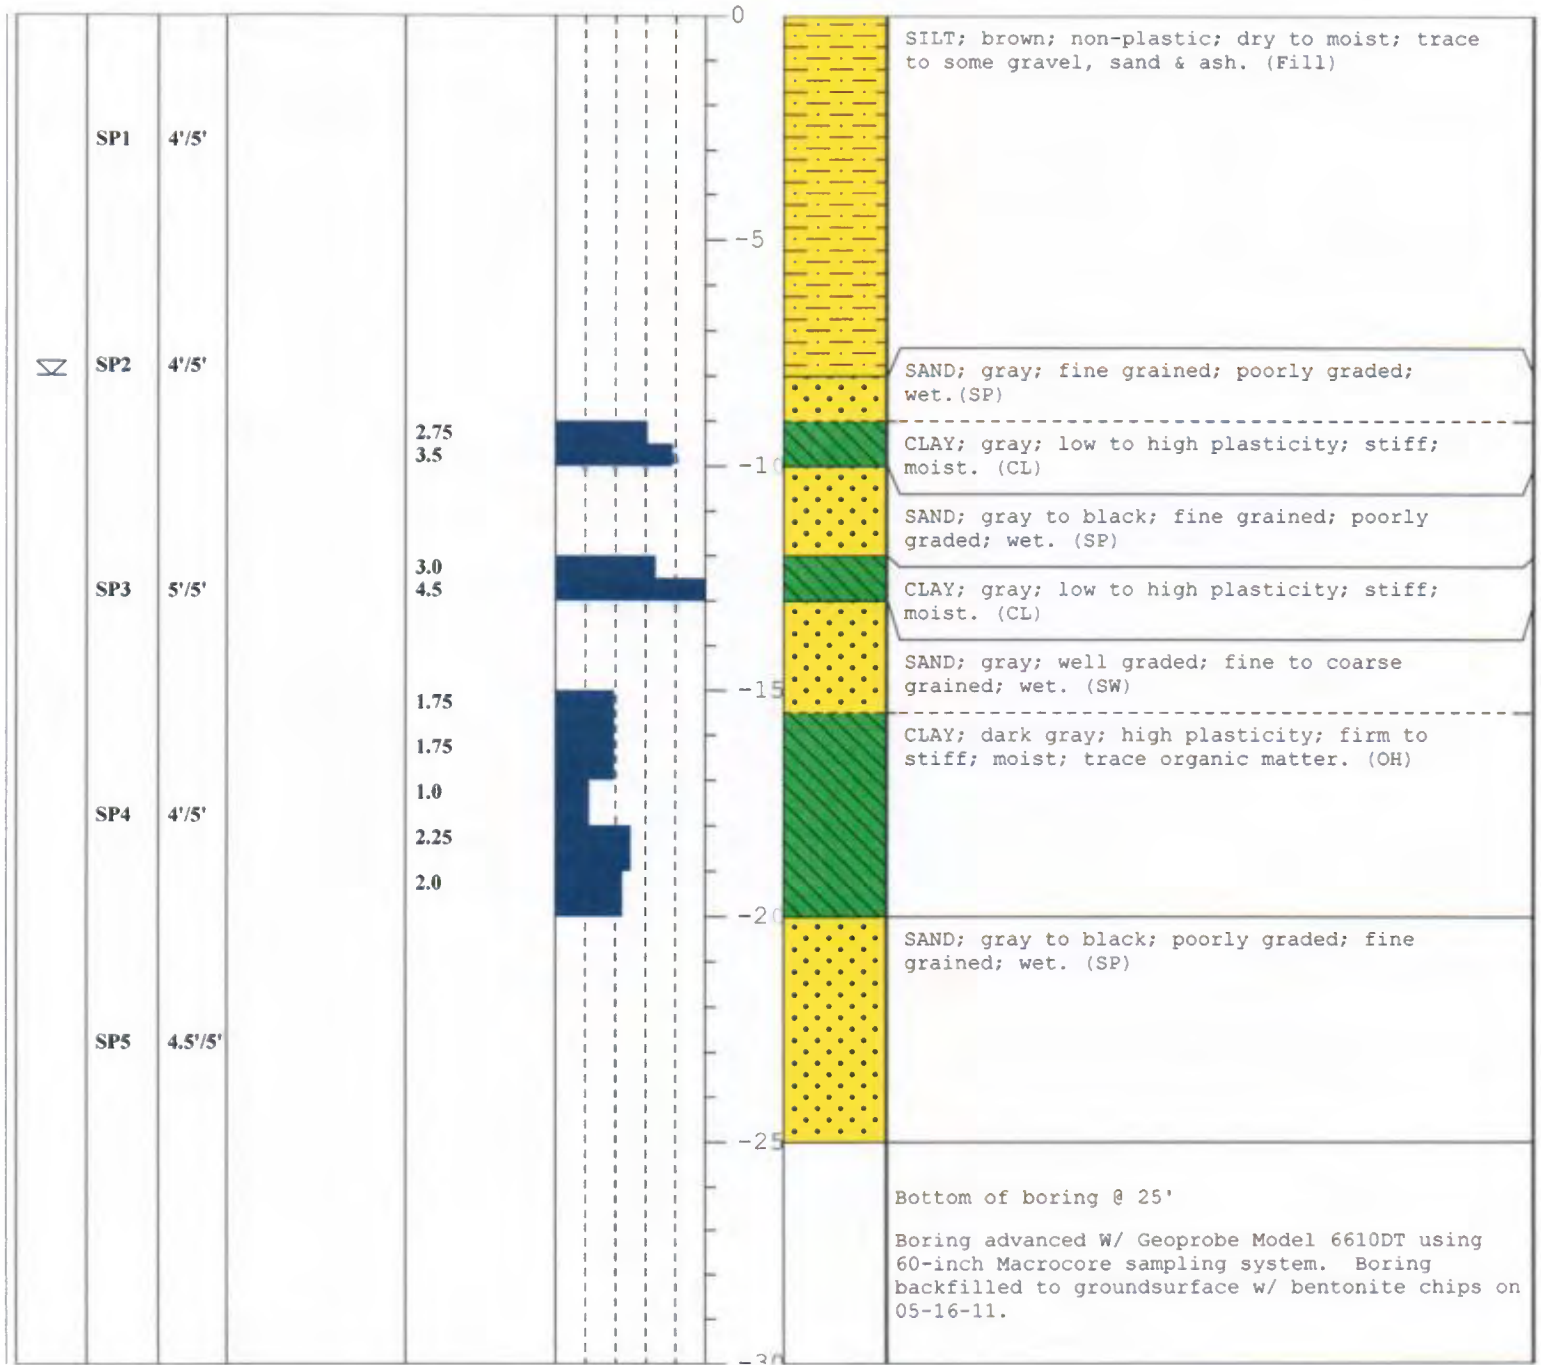 0
SILT; brown; non-plastic; dry to moist; trace
to some gravel, sand & ash. (Fill)
SP1 4'/5'
-5
SP2 4'/5'
SAND; gray; fine grained; poorly graded;
wet.(SP)
2.75
3.5
-10
CLAY; gray; low to high plasticity; stiff;
moist. (CL)
SAND; gray to black; fine grained; poorly
graded; wet. (SP)
3.0
SP3 5'/5' 4.5
CLAY; gray; low to high plasticity; stiff;
moist. (CL)
SAND; gray; well graded; fine to coarse
grained; wet. (SW)
-15
1.75
1.75
CLAY; dark gray; high plasticity; firm to
stiff; moist; trace organic matter. (OH)
1.0
SP4 4'/5'
2.25
2.0
-20
SAND; gray to black; poorly graded; fine
grained; wet. (SP)
SP5 4.5'/5'
-25
Bottom of boring @ 25'
Boring advanced W/ Geoprobe Model 6610DT using
60-inch Macrocore sampling system. Boring
backfilled to groundsurface w/ bentonite chips on
05-16-11.
-30